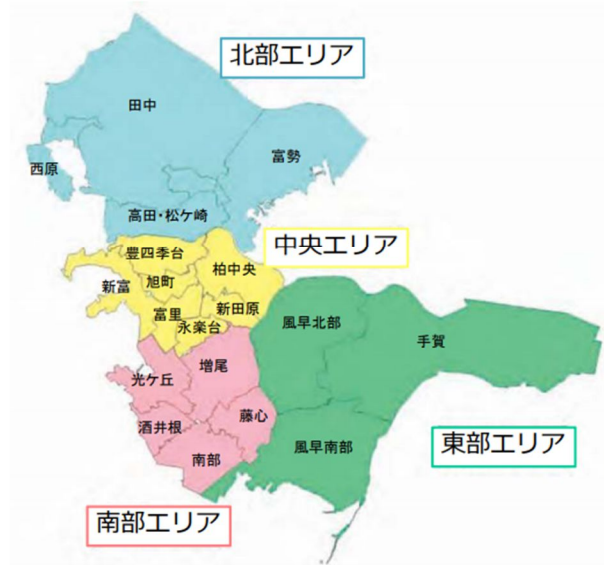 北部エリア
田中
富勢
西原
高田・松ケ崎
中央エリア
豊四季台
柏中央
新富
旭町
富里
新田原
永楽台
風早北部
手賀
増尾
光ケ丘
藤心
酒井根
南部
風早南部
東部エリア
南部エリア